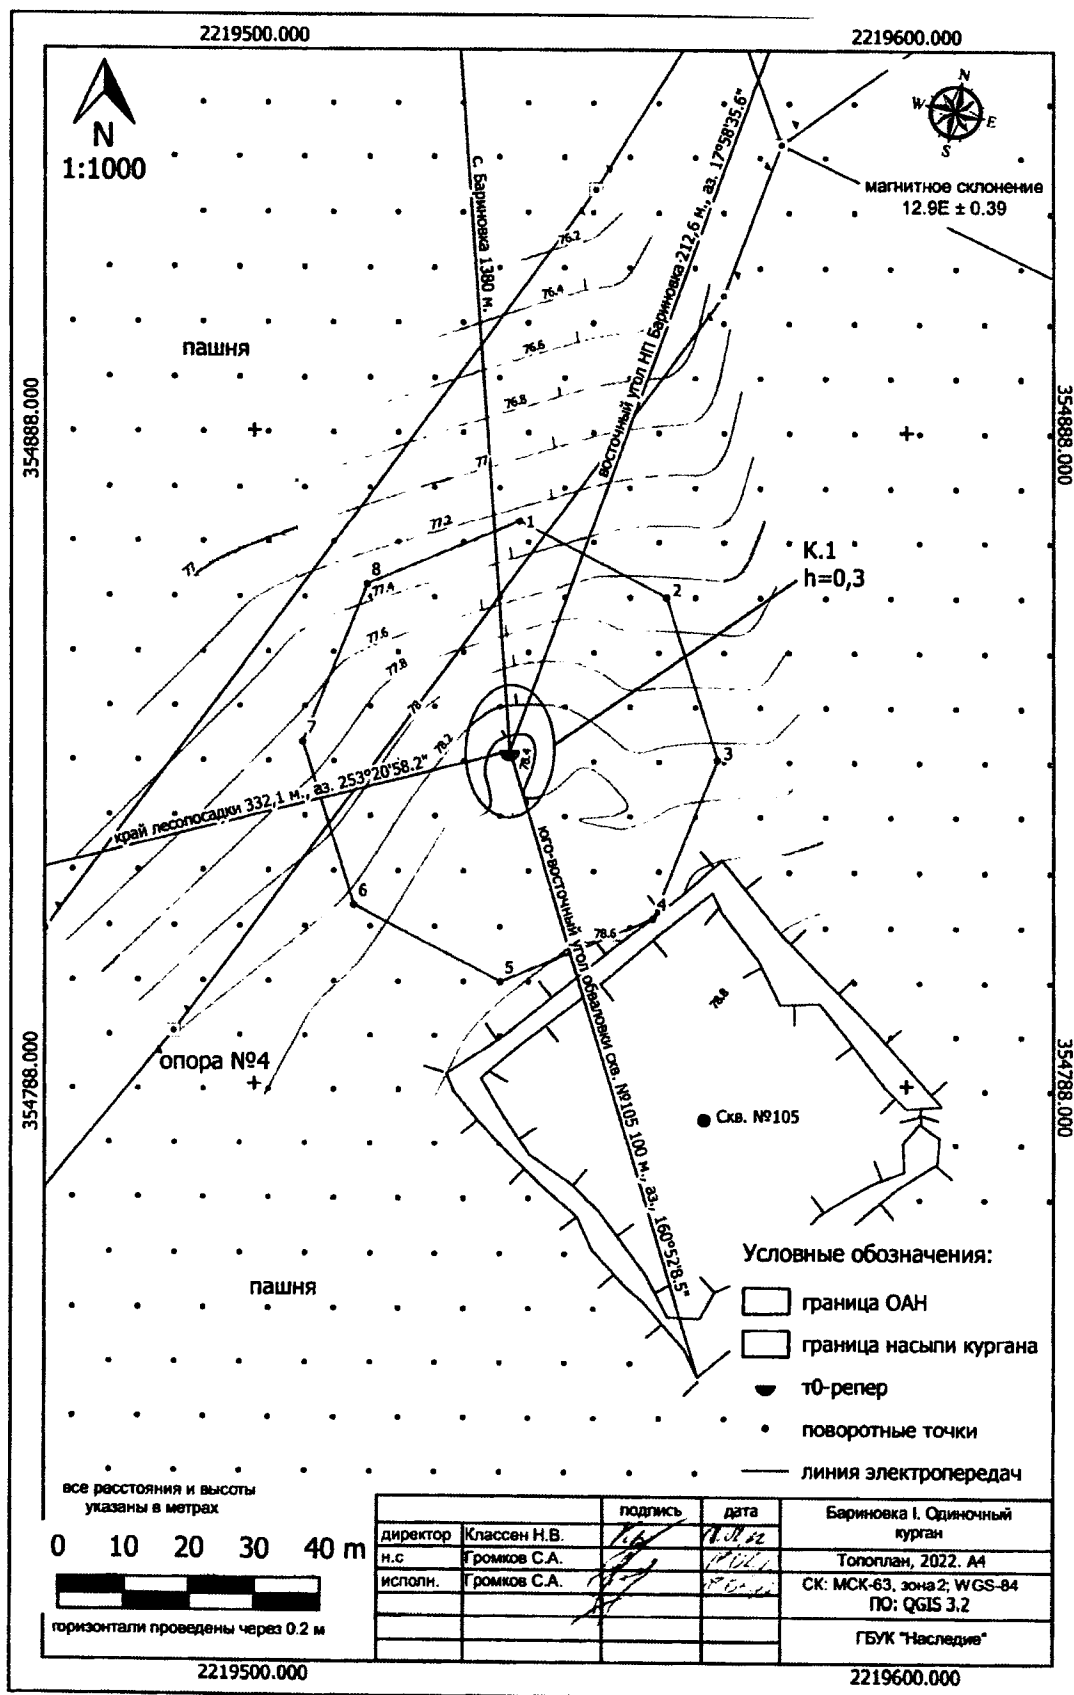 2219500.000
2219600.000
N
1:1000
N
W
E
S
магнитное склонение
12.9E ± 0.39
с. Бариновка 1380 м.
восточный угол НП Бариновка 212,6 м., аз. 17°58'35.6"
76.2
76.4
76.6
76.8
77
77.2
77
77.4
77.6
77.8
78
78.2
78.4
78.6
78.8
пашня
354888.000
354888.000
1
2
3
4
5
6
7
8
К.1
h=0,3
край лесопосадки 332,1 м., аз. 253°20'58.2"
юго-восточный угол обваловки скв. №105 100 м., аз., 160°52'8.5"
опора №4
354788.000
354788.000
Скв. №105
пашня
Условные обозначения:
граница ОАН
граница насыпи кургана
т0-репер
поворотные точки
линия электропередач
все расстояния и высоты
указаны в метрах
0 10 20 30 40 m
горизонтали проведены через 0.2 м
подпись
дата
директор
Классен Н.В.
н.с
Громков С.А.
исполн.
Громков С.А.
Бариновка I. Одиночный
курган
Топоплан, 2022. А4
СК: МСК-63, зона2; WGS-84
ПО: QGIS 3.2
ГБУК "Наследие"
2219500.000
2219600.000